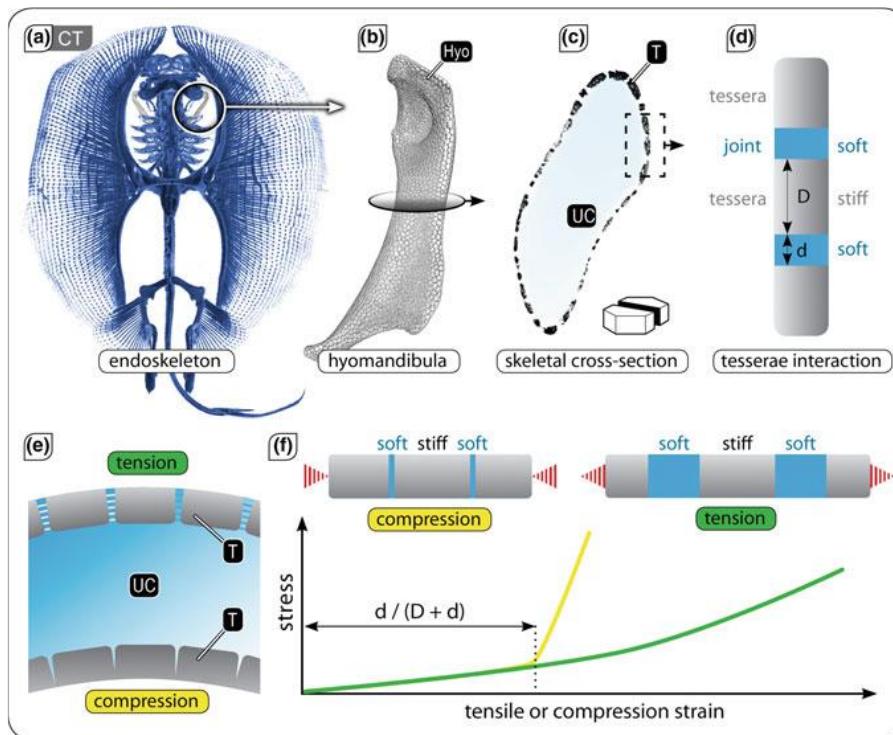 (a) CT
(b)
Hyo
(c)
T
(d)
tessera
joint soft
tessera D stiff
d soft
UC
endoskeleton
hyomandibula
skeletal cross-section
tesserae interaction
(e)
tension
T
UC
T
compression
(f)
soft stiff soft
compression
soft stiff soft
tension
stress
d / (D + d)
tensile or compression strain